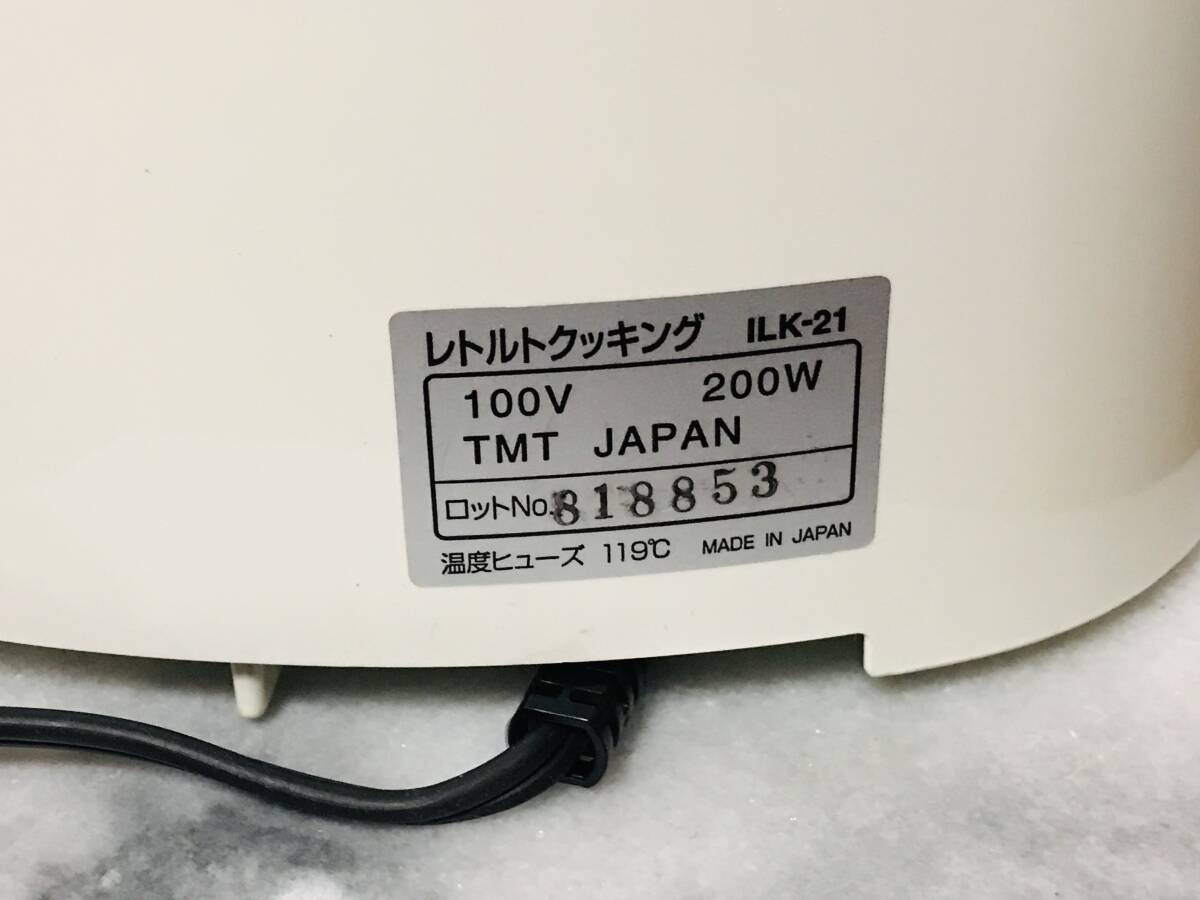 レトルトクッキング ILK-21
100V 200W
TMT JAPAN
ロットNo.818853
温度ヒューズ 119℃ MADE IN JAPAN